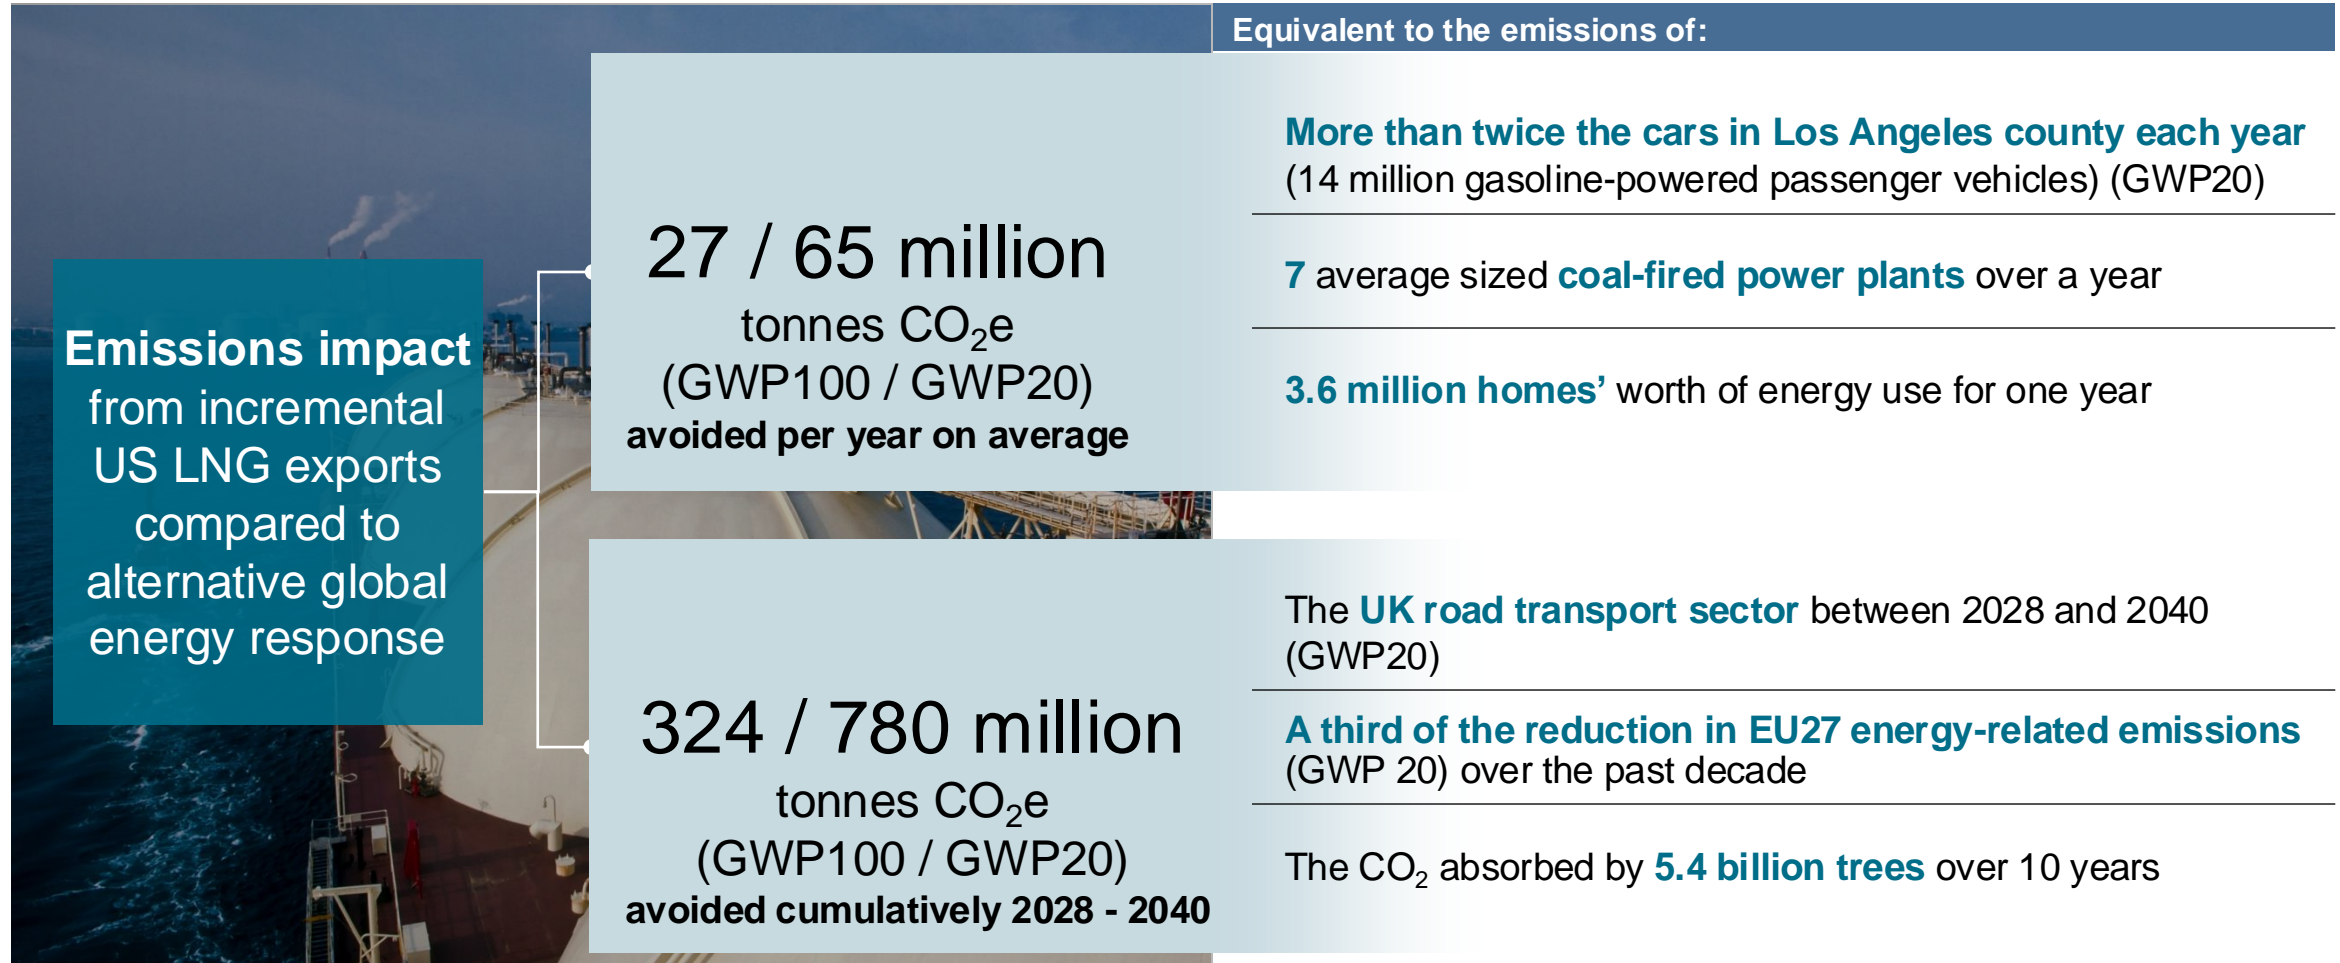 Equivalent to the emissions of:
Emissions impact
from incremental
US LNG exports
compared to
alternative global
energy response
27 / 65 million
tonnes CO₂e
(GWP100 / GWP20)
avoided per year on average
More than twice the cars in Los Angeles county each year
(14 million gasoline-powered passenger vehicles) (GWP20)
7 average sized coal-fired power plants over a year
3.6 million homes’ worth of energy use for one year
324 / 780 million
tonnes CO₂e
(GWP100 / GWP20)
avoided cumulatively 2028 - 2040
The UK road transport sector between 2028 and 2040
(GWP20)
A third of the reduction in EU27 energy-related emissions
(GWP 20) over the past decade
The CO₂ absorbed by 5.4 billion trees over 10 years